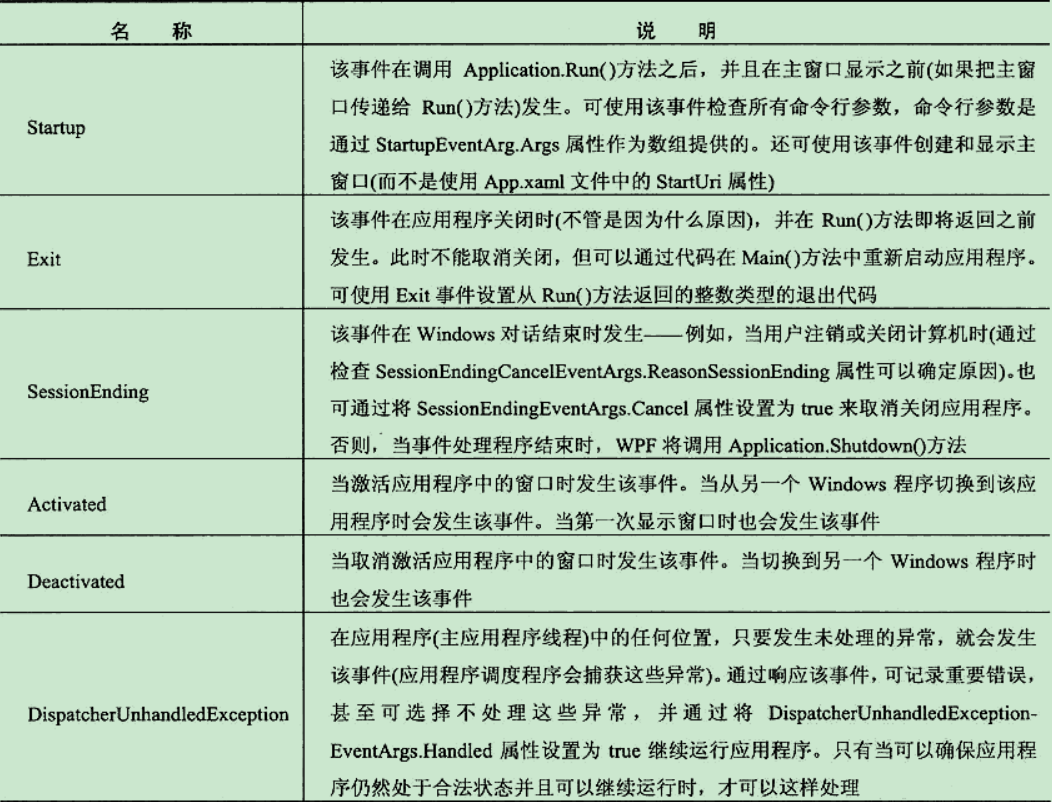 名 称
说 明
Startup
该事件在调用 Application.Run()方法之后，并且在主窗口显示之前(如果把主窗
口传递给 Run()方法)发生。可使用该事件检查所有命令行参数，命令行参数是
通过 StartupEventArg.Args 属性作为数组提供的。还可使用该事件创建和显示主
窗口(而不是使用 App.xaml 文件中的 StartUri 属性)
Exit
该事件在应用程序关闭时(不管是因为什么原因)，并在 Run()方法即将返回之前
发生。此时不能取消关闭，但可以通过代码在 Main()方法中重新启动应用程序。
可使用 Exit 事件设置从 Run()方法返回的整数类型的退出代码
SessionEnding
该事件在 Windows 对话结束时发生——例如，当用户注销或关闭计算机时(通过
检查 SessionEndingCancelEventArgs.ReasonSessionEnding 属性可以确定原因)。也
可通过将 SessionEndingEventArgs.Cancel 属性设置为 true 来取消关闭应用程序。
否则，当事件处理程序结束时，WPF 将调用 Application.Shutdown()方法
Activated
当激活应用程序中的窗口时发生该事件。当从另一个 Windows 程序切换到该应
用程序时会发生该事件。当第一次显示窗口时也会发生该事件
Deactivated
当取消激活应用程序中的窗口时发生该事件。当切换到另一个 Windows 程序时
也会发生该事件
DispatcherUnhandledException
在应用程序(主应用程序线程)中的任何位置，只要发生未处理的异常，就会发生
该事件(应用程序调度程序会捕获这些异常)。通过响应该事件，可记录重要错误，
甚至可选择不处理这些异常，并通过将 DispatcherUnhandledException-
EventArgs.Handled 属性设置为 true 继续运行应用程序。只有当可以确保应用程
序仍然处于合法状态并且可以继续运行时，才可以这样处理